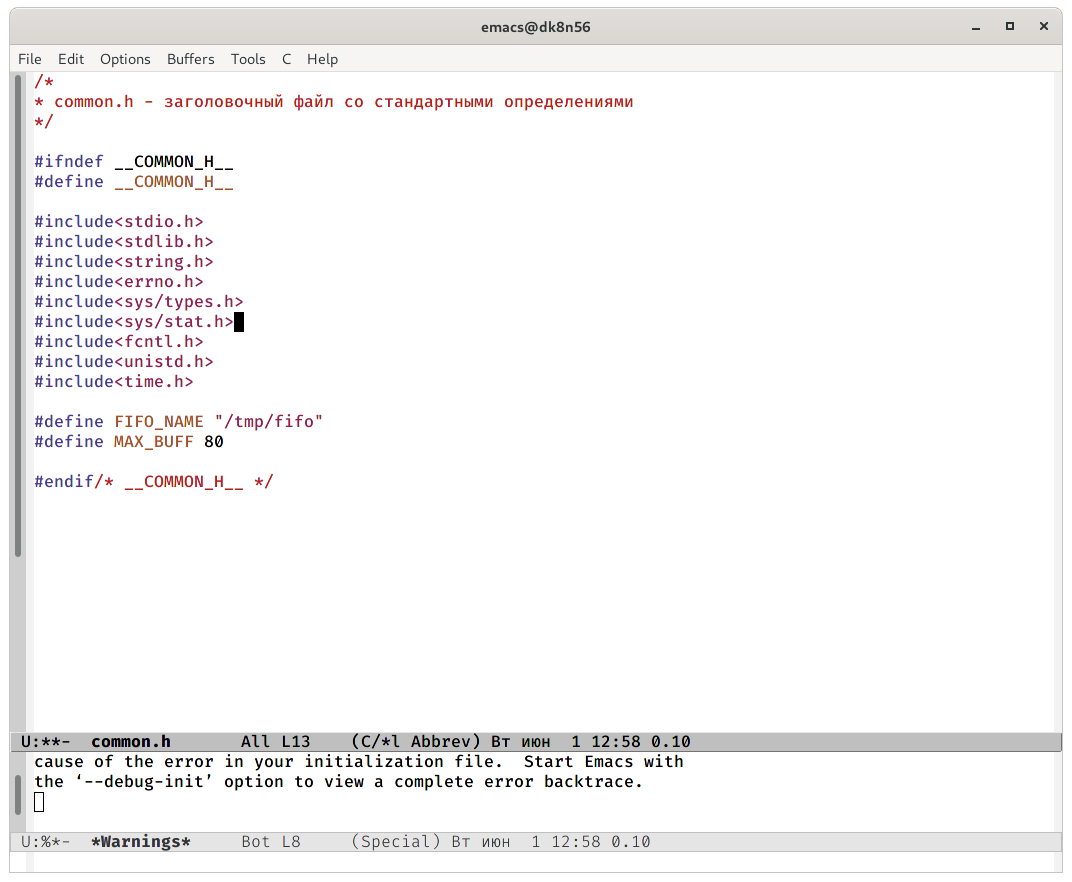 emacs@dk8n56
File Edit Options Buffers Tools C Help
/*
* common.h - заголовочный файл со стандартными определениями
*/
#ifndef __COMMON_H__
#define __COMMON_H__
#include<stdio.h>
#include<stdlib.h>
#include<string.h>
#include<errno.h>
#include<sys/types.h>
#include<sys/stat.h>
#include<fcntl.h>
#include<unistd.h>
#include<time.h>
#define FIFO_NAME "/tmp/fifo"
#define MAX_BUFF 80
#endif/* __COMMON_H__ */
U:**- common.h All L13 (C/*l Abbrev) Вт июн 1 12:58 0.10
cause of the error in your initialization file. Start Emacs with
the ‘--debug-init’ option to view a complete error backtrace.
U:%*- *Warnings* Bot L8 (Special) Вт июн 1 12:58 0.10